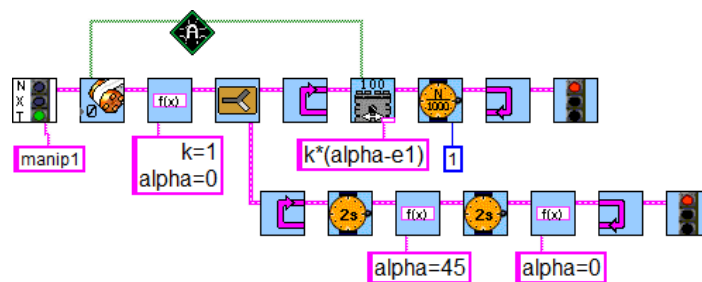 A
N
X
T
0
f(x)
100
N
1000
manip1
k=1
alpha=0
k*(alpha-e1)
1
2s
f(x)
2s
f(x)
alpha=45
alpha=0